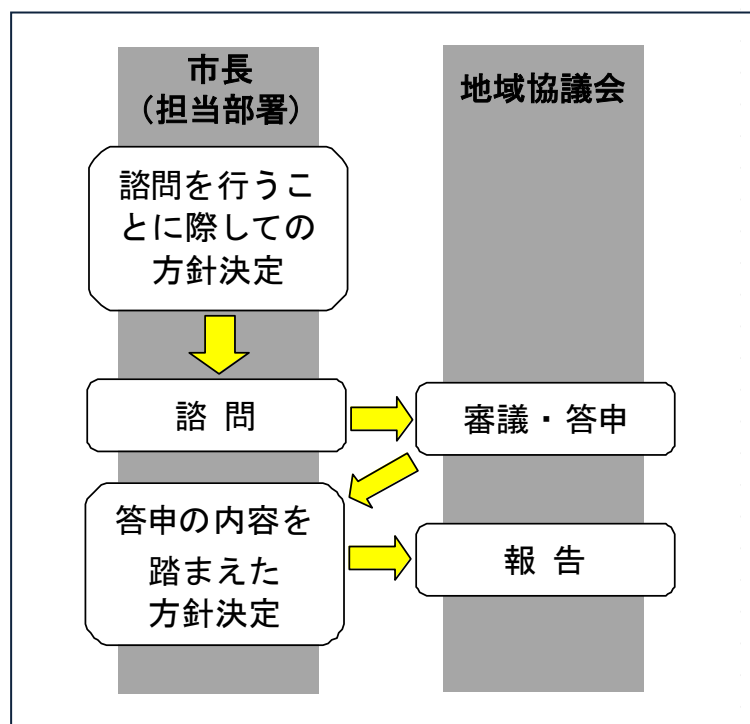 市長
（担当部署）
地域協議会
諮問を行うこ
とに際しての
方針決定
諮 問
審議・答申
答申の内容を
踏まえた
方針決定
報 告